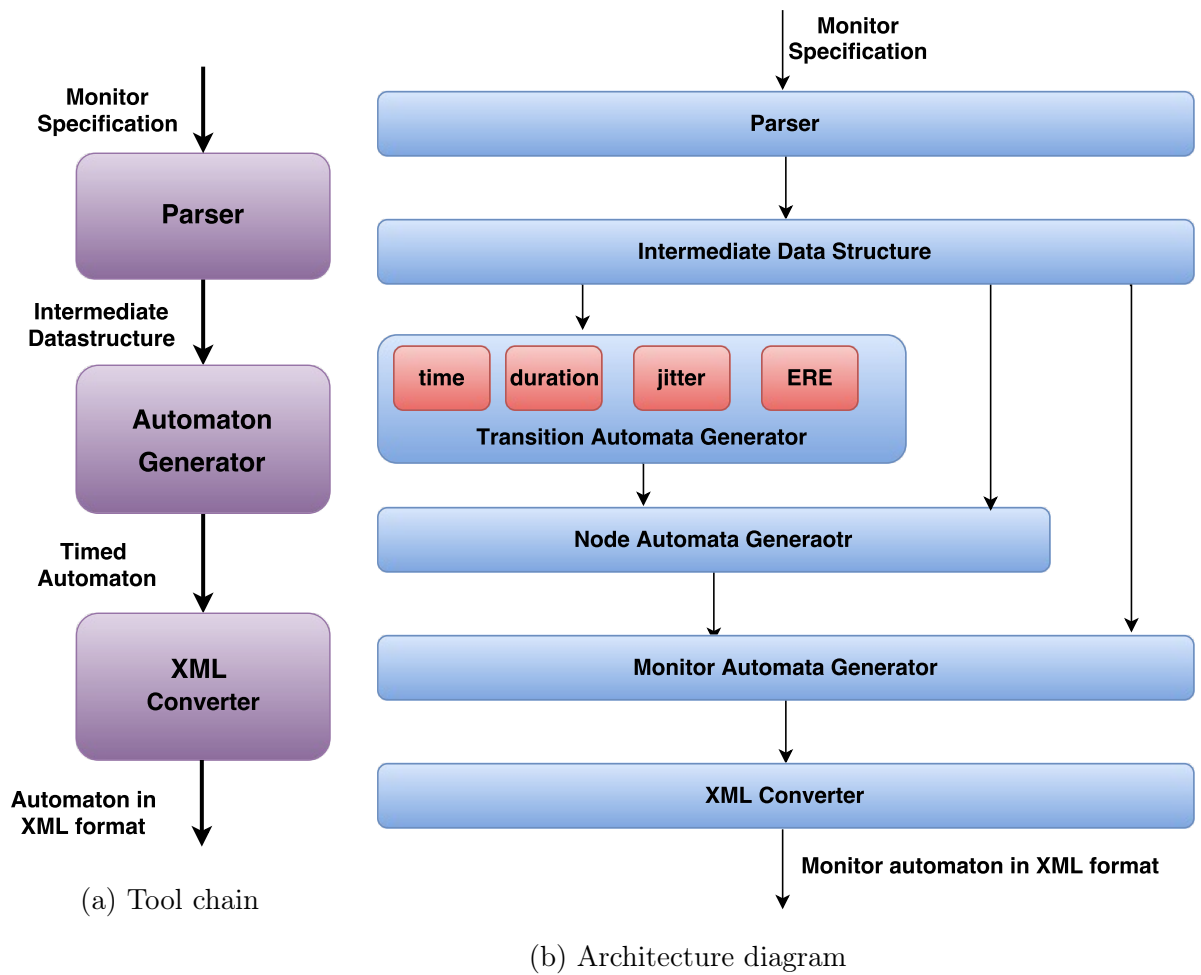 Monitor
Specification
Parser
Intermediate
Datastructure
Automaton
Generator
Timed
Automaton
XML
Converter
Automaton in
XML format
(a) Tool chain
Monitor
Specification
Parser
Intermediate Data Structure
time
duration
jitter
ERE
Transition Automata Generator
Node Automata Generaotr
Monitor Automata Generator
XML Converter
Monitor automaton in XML format
(b) Architecture diagram